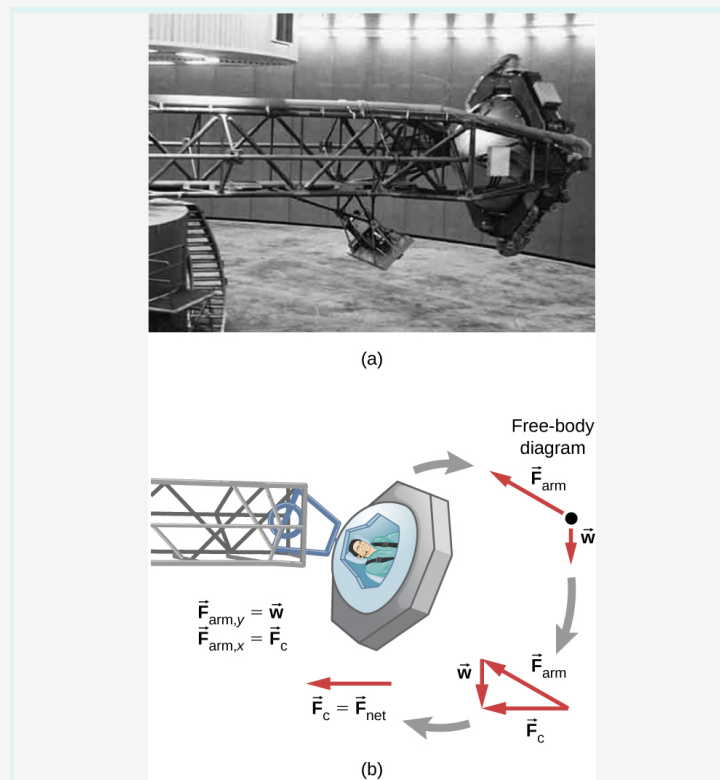 (a)
Free-body
diagram
F⃗arm
w⃗
F⃗arm,y = w⃗
F⃗arm,x = F⃗c
w⃗
F⃗arm
F⃗c = F⃗net
F⃗c
(b)